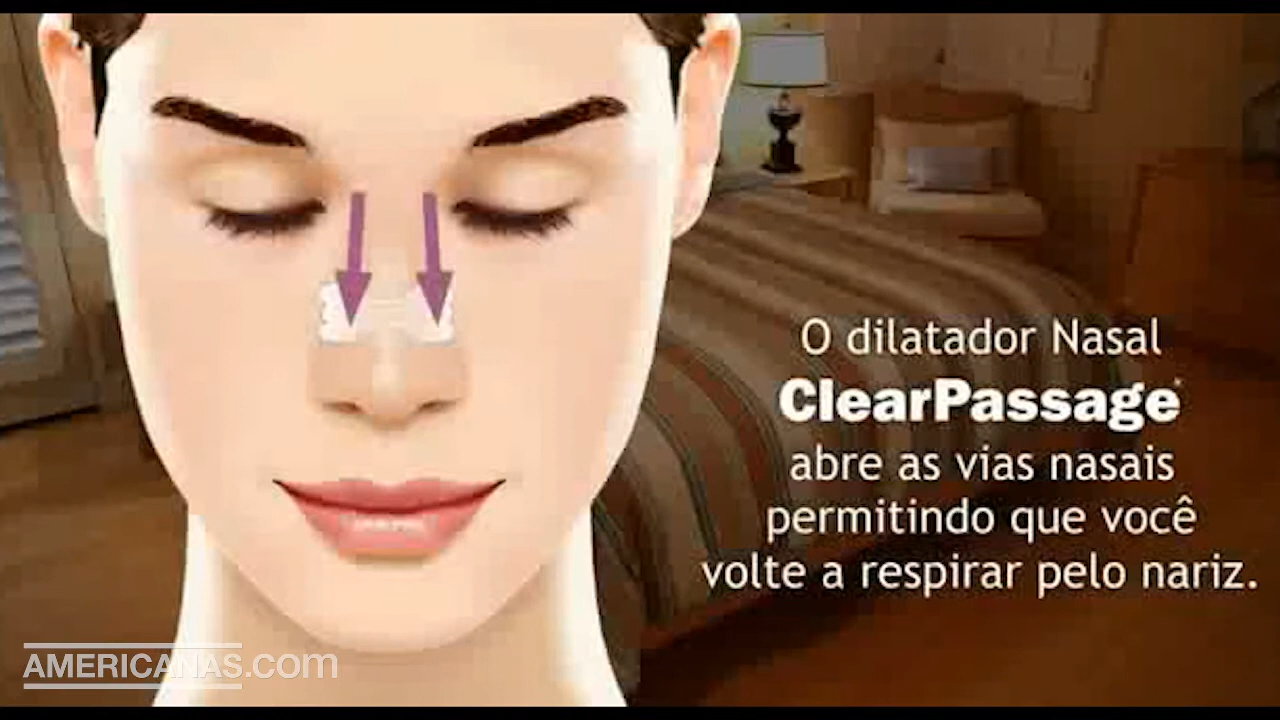 O dilatador Nasal
ClearPassage
abre as vias nasais
permitindo que você
volte a respirar pelo nariz.
AMERICANAS.com